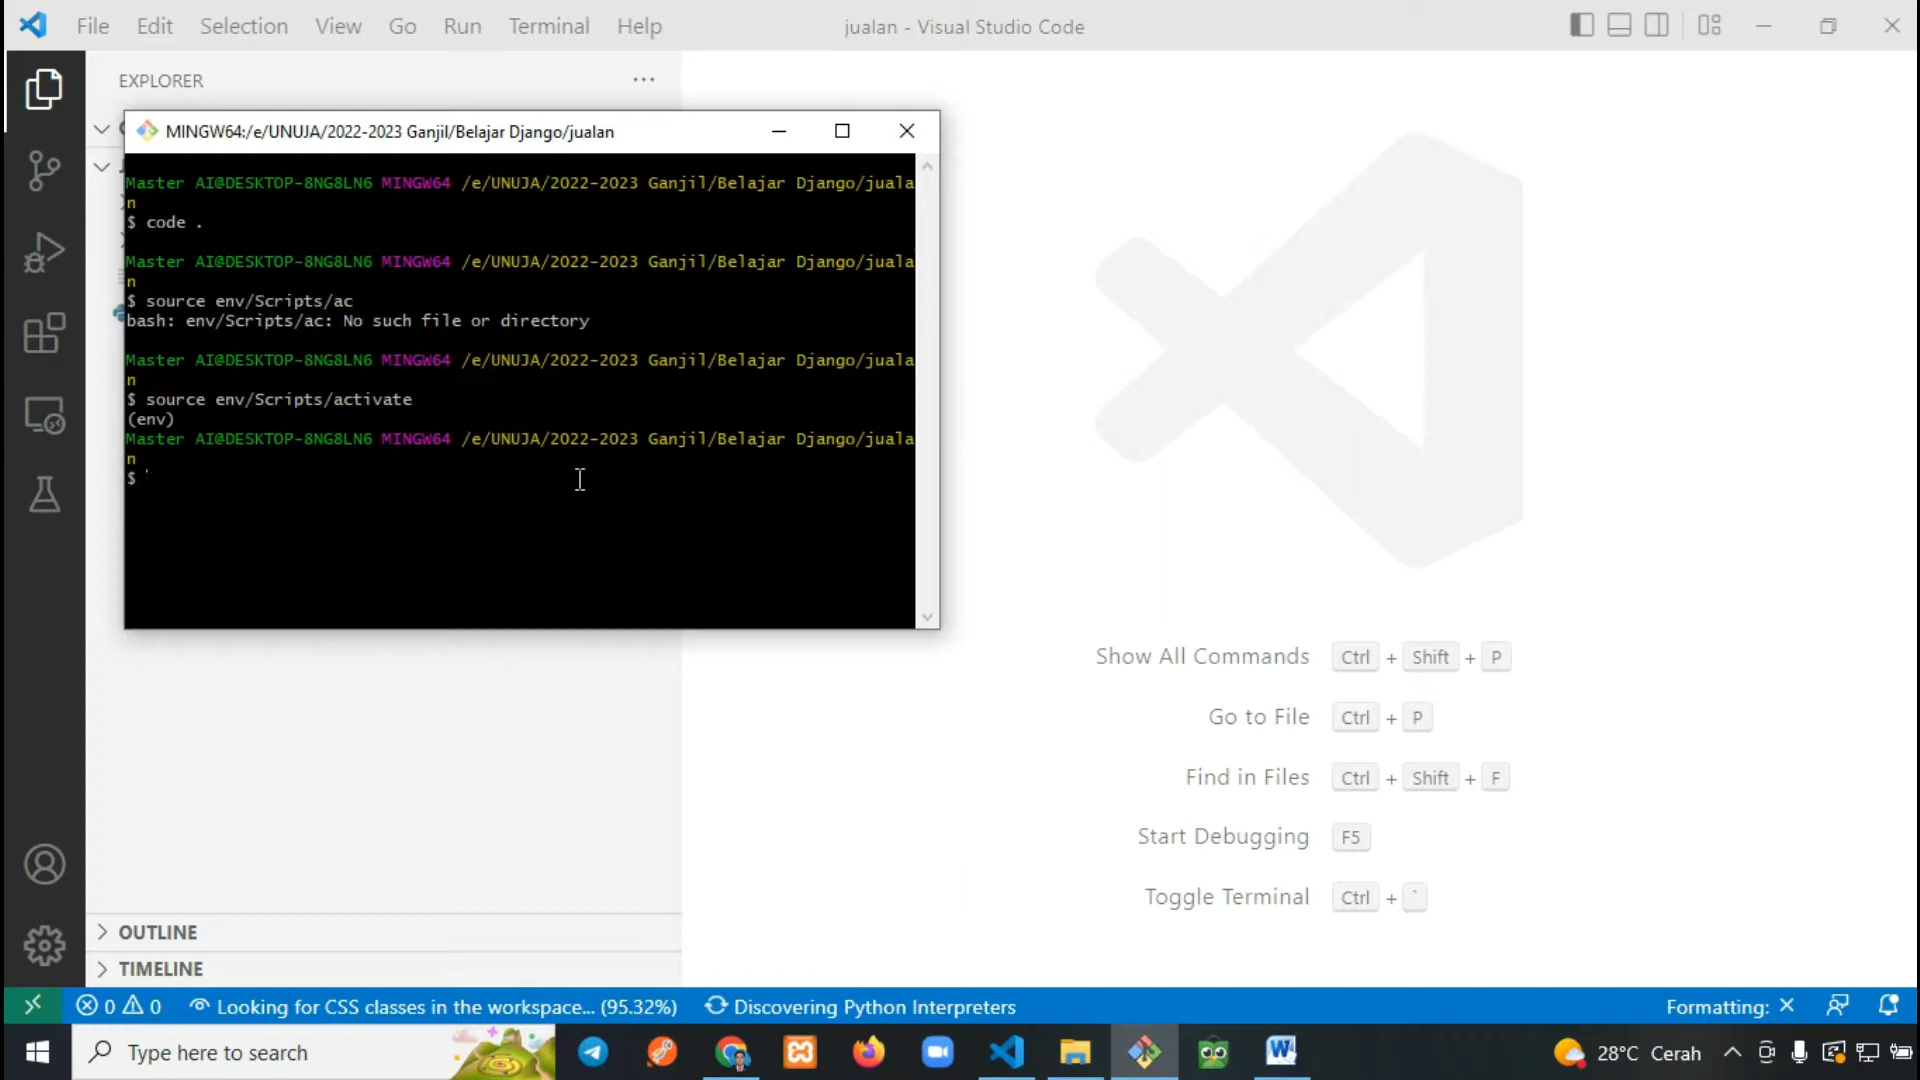 File Edit Selection View Go Run Terminal Help
jualan - Visual Studio Code
EXPLORER
MINGW64:/e/UNUJA/2022-2023 Ganjil/Belajar Django/jualan
Master AI@DESKTOP-8NG8LN6 MINGW64 /e/UNUJA/2022-2023 Ganjil/Belajar Django/juala
n
$ code .
Master AI@DESKTOP-8NG8LN6 MINGW64 /e/UNUJA/2022-2023 Ganjil/Belajar Django/juala
n
$ source env/Scripts/ac
bash: env/Scripts/ac: No such file or directory
Master AI@DESKTOP-8NG8LN6 MINGW64 /e/UNUJA/2022-2023 Ganjil/Belajar Django/juala
n
$ source env/Scripts/activate
(env)
Master AI@DESKTOP-8NG8LN6 MINGW64 /e/UNUJA/2022-2023 Ganjil/Belajar Django/juala
n
$
Show All Commands Ctrl + Shift + P
Go to File Ctrl + P
Find in Files Ctrl + Shift + F
Start Debugging F5
Toggle Terminal Ctrl + `
OUTLINE
TIMELINE
0 0 Looking for CSS classes in the workspace... (95.32%) Discovering Python Interpreters Formatting: ×
Type here to search
28°C Cerah